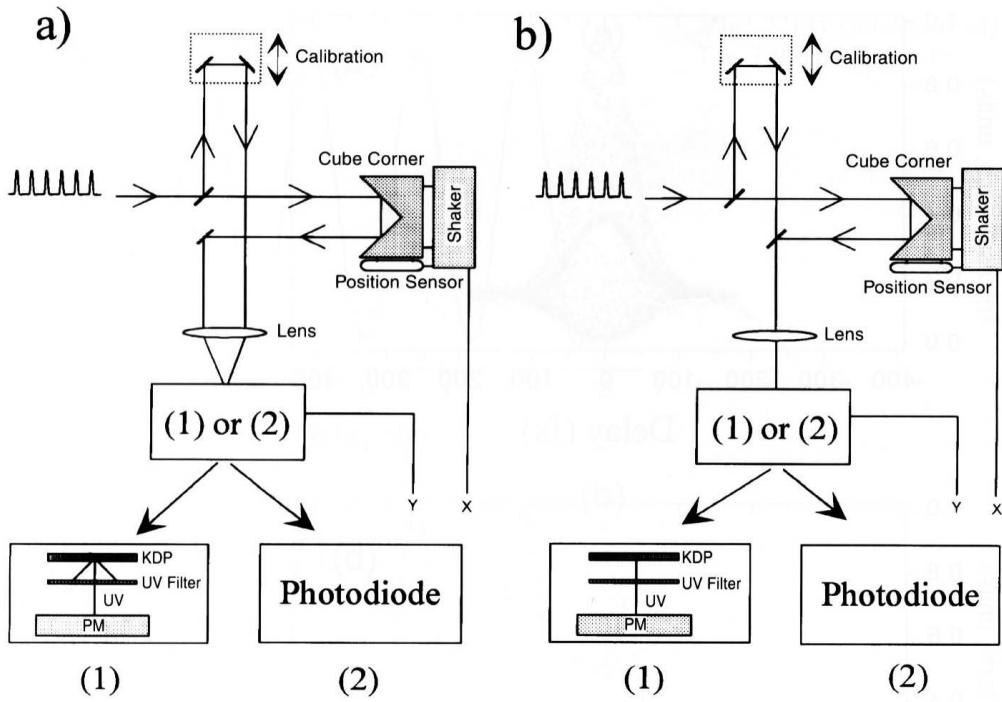 a)
Calibration
Cube Corner
Shaker
Position Sensor
Lens
(1) or (2)
Y
X
KDP
UV Filter
UV
PM
Photodiode
(1)
(2)
b)
Calibration
Cube Corner
Shaker
Position Sensor
Lens
(1) or (2)
Y
X
KDP
UV Filter
UV
PM
Photodiode
(1)
(2)